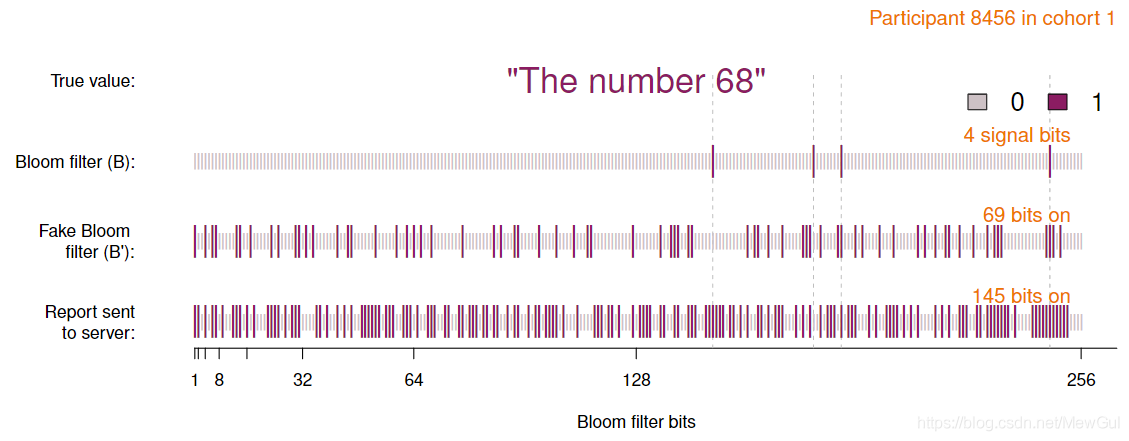 Participant 8456 in cohort 1
True value:
"The number 68"
0 1
4 signal bits
Bloom filter (B):
69 bits on
Fake Bloom
filter (B'):
145 bits on
Report sent
to server:
1 8 32 64 128 256
Bloom filter bits
https://blog.csdn.net/MewGul